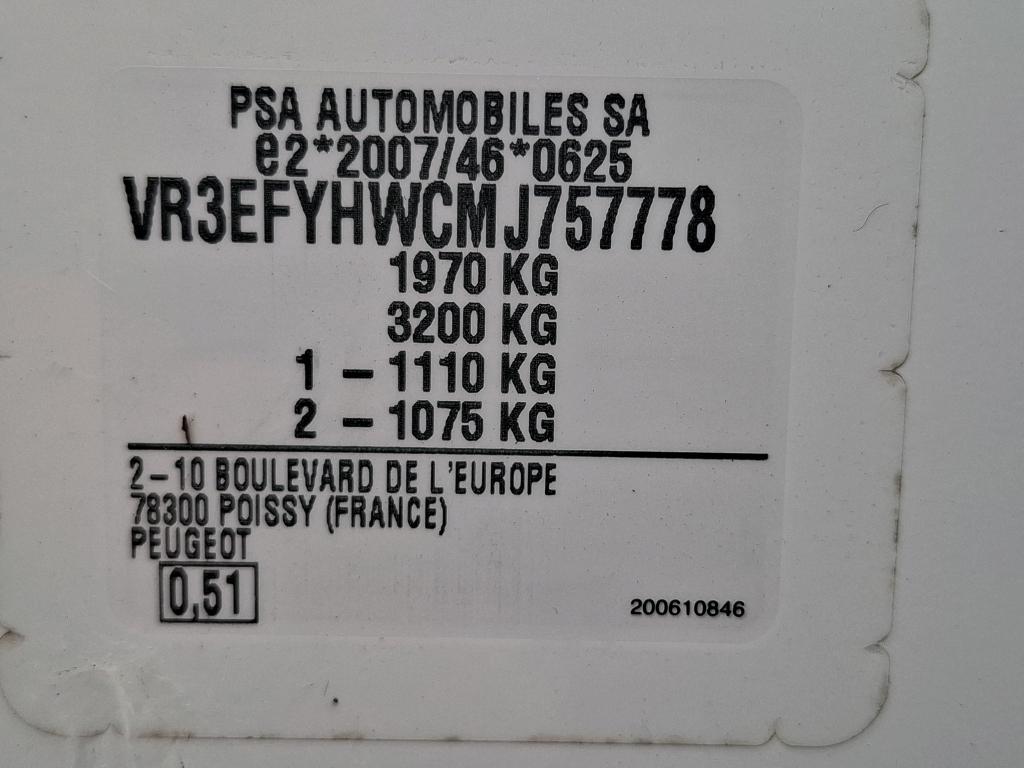 PSA AUTOMOBILES SA
e2*2007/46*0625
VR3EFYHWCMJ757778
1970 KG
3200 KG
1 - 1110 KG
2 - 1075 KG
2-10 BOULEVARD DE L'EUROPE
78300 POISSY (FRANCE)
PEUGEOT
0,51
200610846